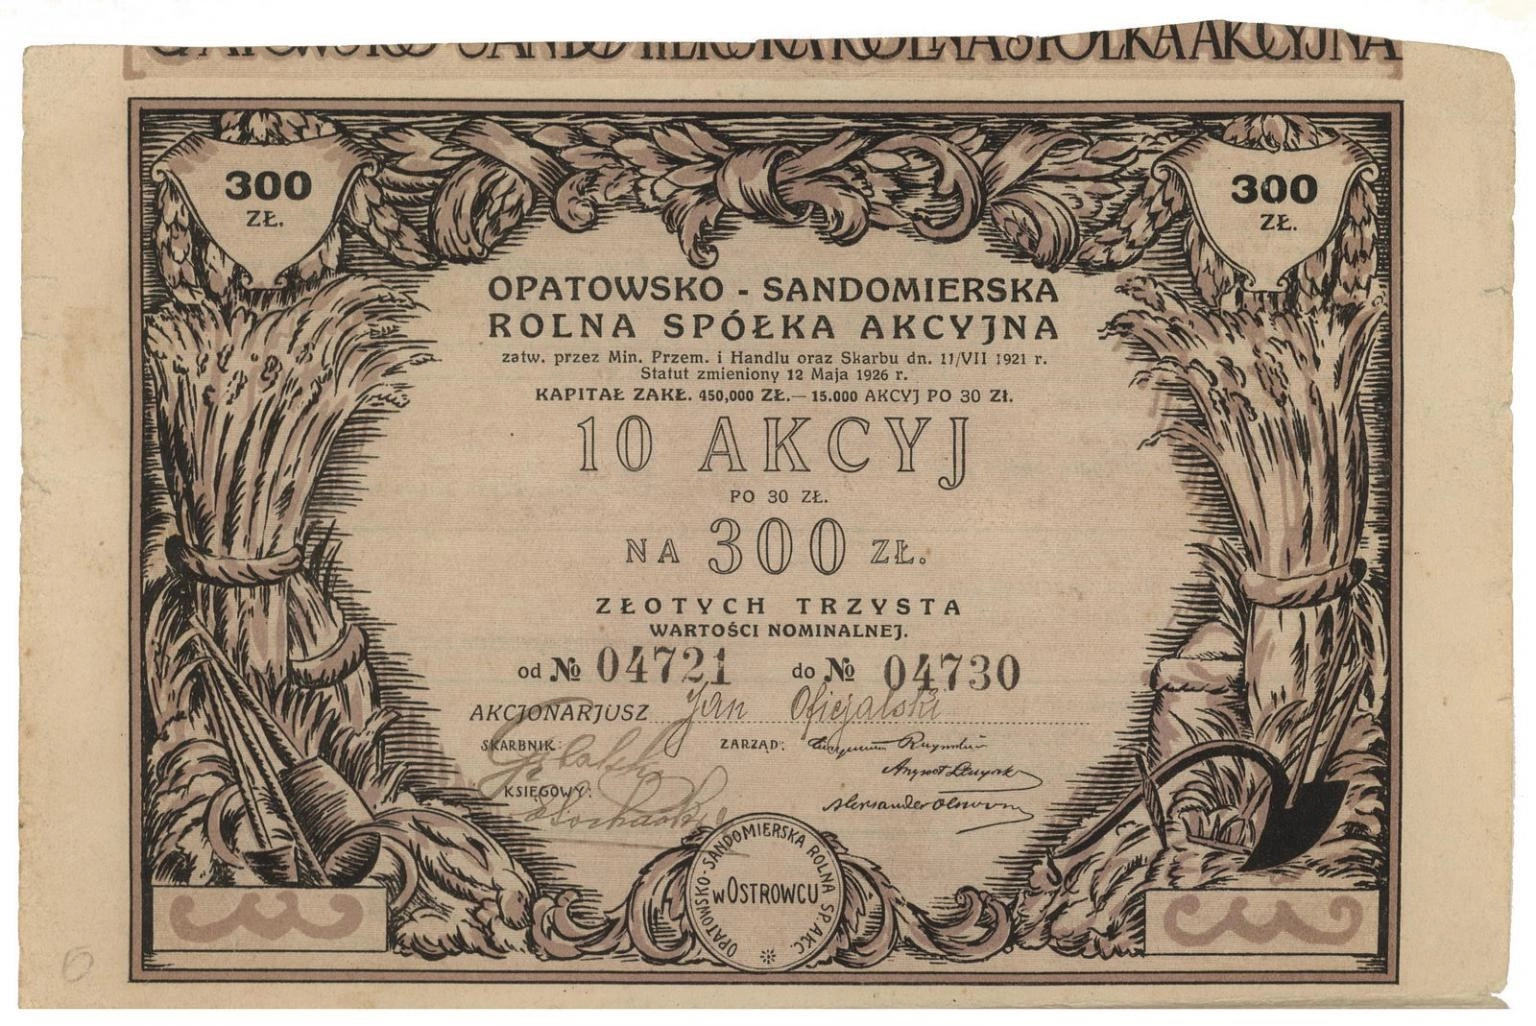 OPATOWSKO-SANDOMIERSKA ROLNA SPÓŁKA AKCYJNA
300
ZŁ.
300
ZŁ.
OPATOWSKO - SANDOMIERSKA
ROLNA SPÓŁKA AKCYJNA
zatw. przez Min. Przem. i Handlu oraz Skarbu dn. 11/VII 1921 r.
Statut zmieniony 12 Maja 1926 r.
KAPITAŁ ZAKŁ. 450,000 ZŁ.— 15.000 AKCYJ PO 30 Zł.
10 AKCYJ
PO 30 ZŁ.
NA 300 ZŁ.
ZŁOTYCH TRZYSTA
WARTOŚCI NOMINALNEJ.
od № 04721 do № 04730
AKCJONARJUSZ Jan Oficjalski
SKARBNIK: ZARZĄD:
KSIĘGOWY: Aleksander
OPATOWSKO-SANDOMIERSKA ROLNA SP. AKC.
w OSTROWCU
6